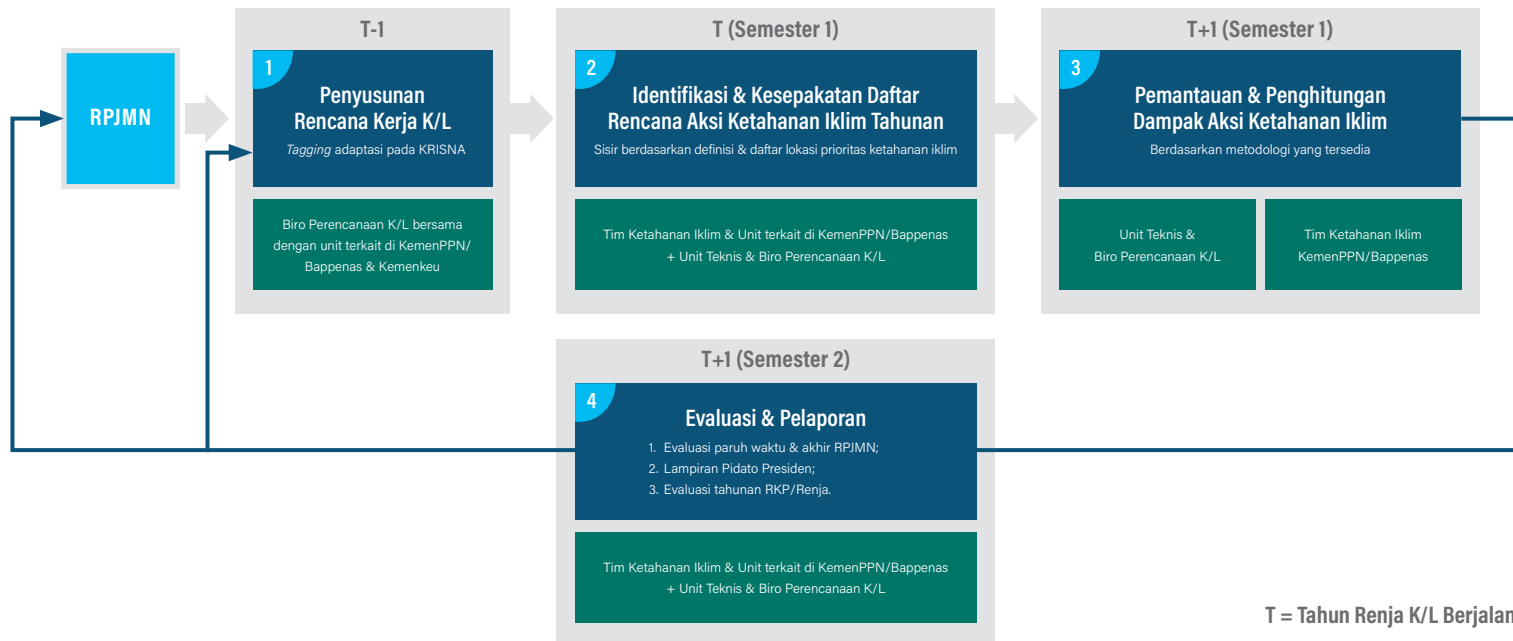 RPJMN
T-1
1
Penyusunan
Rencana Kerja K/L
Tagging adaptasi pada KRISNA
Biro Perencanaan K/L bersama
dengan unit terkait di KemenPPN/
Bappenas & Kemenkeu
T (Semester 1)
2
Identifikasi & Kesepakatan Daftar
Rencana Aksi Ketahanan Iklim Tahunan
Sisir berdasarkan definisi & daftar lokasi prioritas ketahanan iklim
Tim Ketahanan Iklim & Unit terkait di KemenPPN/Bappenas
+ Unit Teknis & Biro Perencanaan K/L
T+1 (Semester 1)
3
Pemantauan & Penghitungan
Dampak Aksi Ketahanan Iklim
Berdasarkan metodologi yang tersedia
Unit Teknis &
Biro Perencanaan K/L
Tim Ketahanan Iklim
KemenPPN/Bappenas
T+1 (Semester 2)
4
Evaluasi & Pelaporan
1. Evaluasi paruh waktu & akhir RPJMN;
2. Lampiran Pidato Presiden;
3. Evaluasi tahunan RKP/Renja.
Tim Ketahanan Iklim & Unit terkait di KemenPPN/Bappenas
+ Unit Teknis & Biro Perencanaan K/L
T = Tahun Renja K/L Berjalan